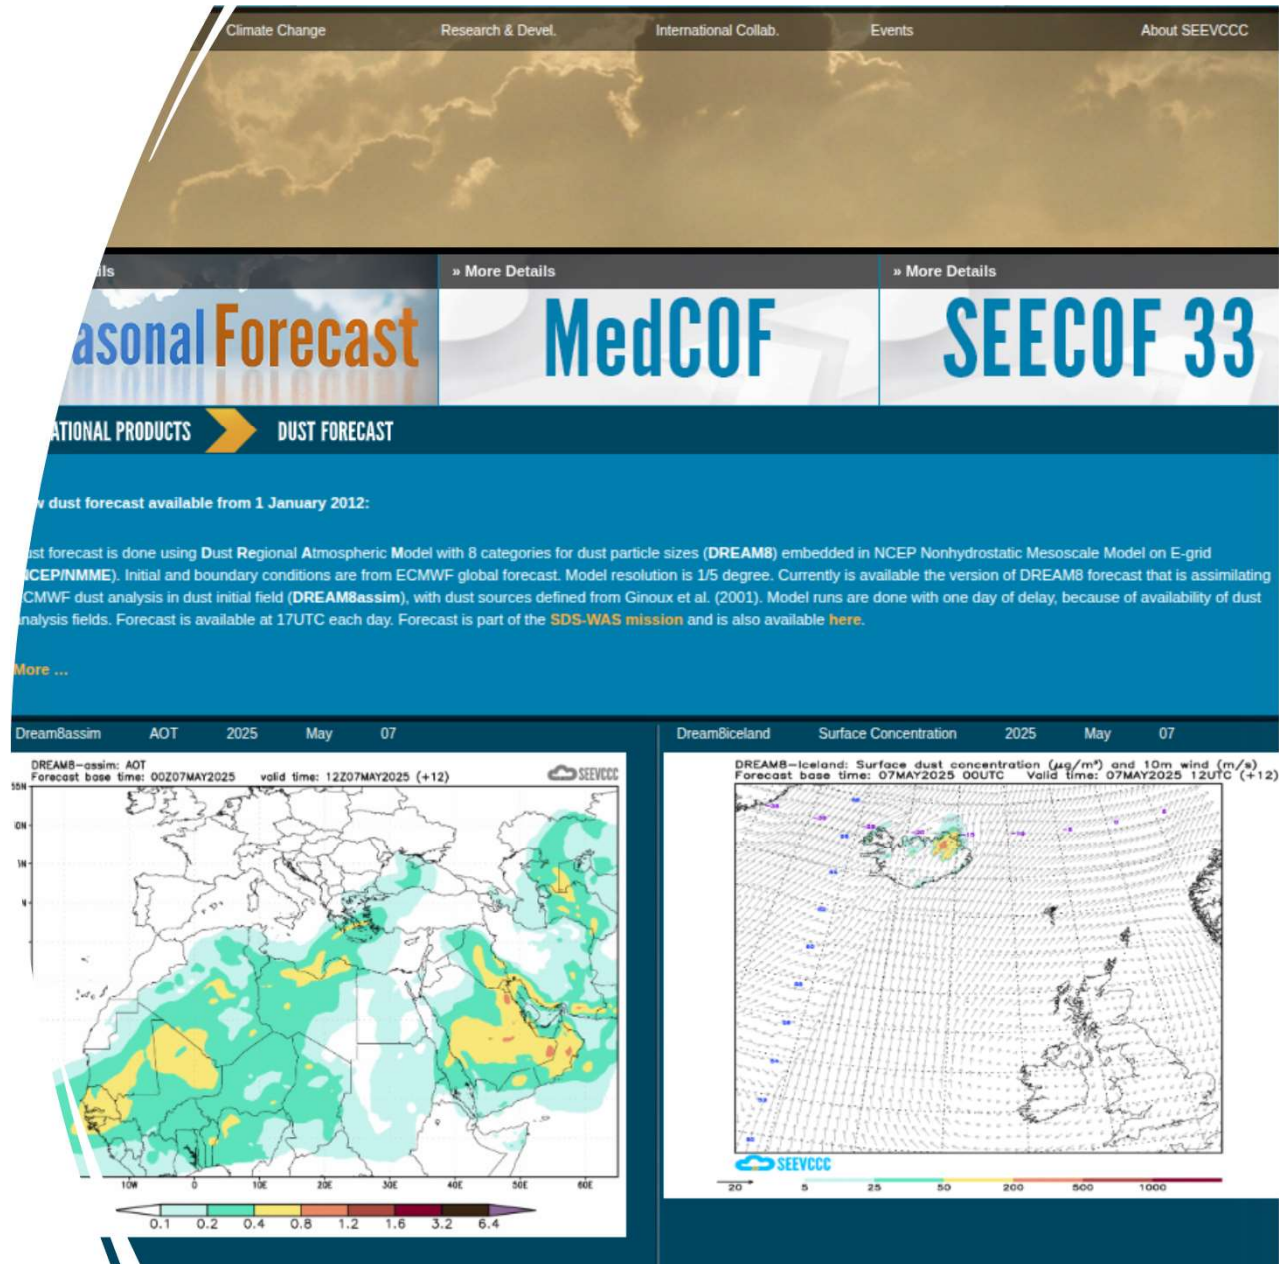 Climate Change Research & Devel. International Collab. Events About SEEVCCC
ils » More Details » More Details
asonal Forecast MedCOF SEECOF 33
ATIONAL PRODUCTS DUST FORECAST
w dust forecast available from 1 January 2012:
ust forecast is done using Dust REgional Atmospheric Model with 8 categories for dust particle sizes (DREAM8) embedded in NCEP Nonhydrostatic Mesoscale Model on E-grid
NCEP/NMME). Initial and boundary conditions are from ECMWF global forecast. Model resolution is 1/5 degree. Currently is available the version of DREAM8 forecast that is assimilating
CMWF dust analysis in dust initial field (DREAM8assim), with dust sources defined from Ginoux et al. (2001). Model runs are done with one day of delay, because of availability of dust
nalysis fields. Forecast is available at 17UTC each day. Forecast is part of the SDS-WAS mission and is also available here.
More ...
Dream8assim AOT 2025 May 07
DREAM8-assim: AOT
Forecast base time: 00Z07MAY2025 valid time: 12Z07MAY2025 (+12)
SEEVCCC
55N
10W 0 10E 20E 30E 40E 50E 60E
0.1 0.2 0.4 0.8 1.2 1.6 3.2 6.4
Dream8iceland Surface Concentration 2025 May 07
DREAM8-Iceland: Surface dust concentration (µg/m³) and 10m wind (m/s)
Forecast base time: 07MAY2025 00UTC Valid time: 07MAY2025 12UTC (+12)
SEEVCCC
20 5 25 50 200 500 1000